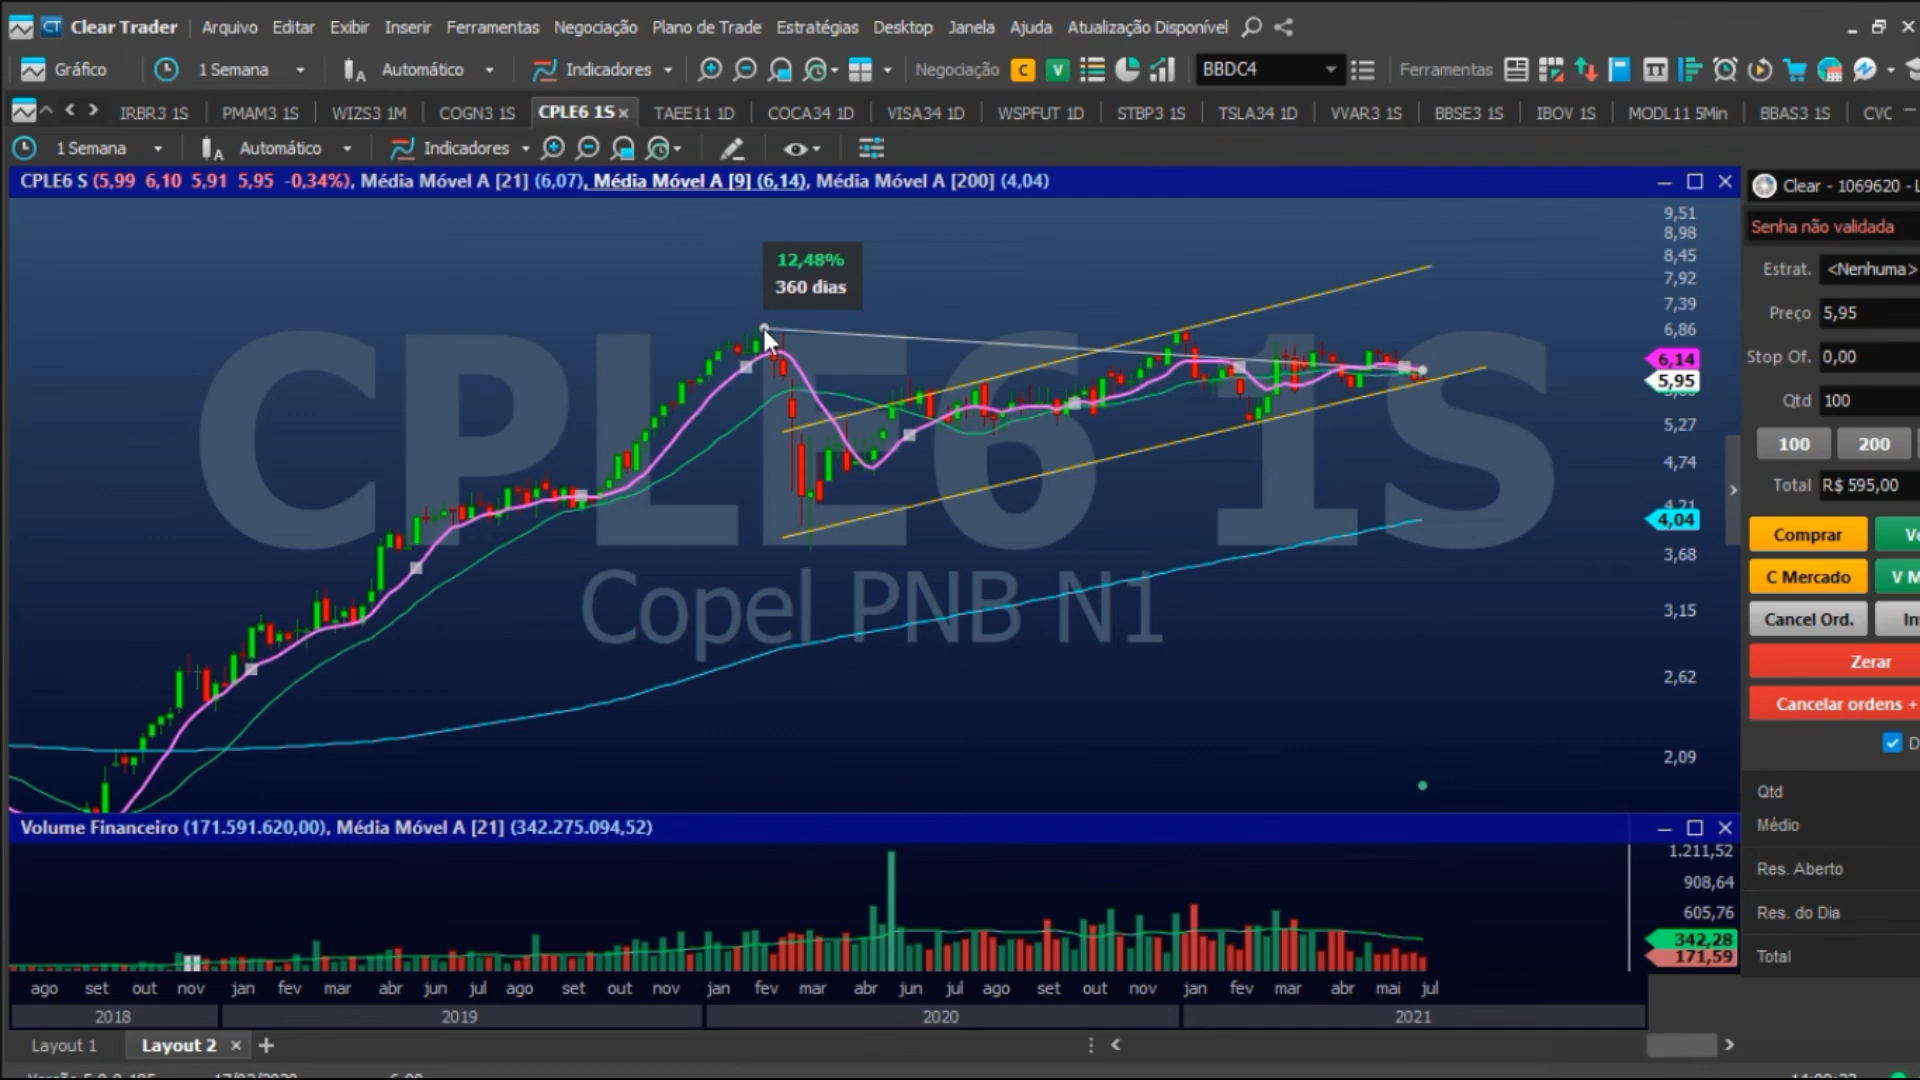 Clear Trader Arquivo Editar Exibir Inserir Ferramentas Negociação Plano de Trade Estratégias Desktop Janela Ajuda Atualização Disponível
Gráfico 1 Semana Automático Indicadores Negociação C V BBDC4 Ferramentas
IRBR3 1S PMAM3 1S WIZS3 1M COGN3 1S CPLE6 1S TAEE11 1D COCA34 1D VISA34 1D WSPFUT 1D STBP3 1S TSLA34 1D VVAR3 1S BBSE3 1S IBOV 1S MODL11 5Min BBAS3 1S CVC
1 Semana Automático Indicadores
CPLE6 S (5,99 6,10 5,91 5,95 -0,34%), Média Móvel A [21] (6,07), Média Móvel A [9] (6,14), Média Móvel A [200] (4,04)
CPLE6 1S
Copel PNB N1
12,48%
360 dias
9,51
8,98
8,45
7,92
7,39
6,86
6,14
5,95
5,27
4,74
4,21
4,04
3,68
3,15
2,62
2,09
Clear - 1069620 - L
Senha não validada
Estrat. <Nenhuma>
Preço 5,95
Stop Of. 0,00
Qtd 100
100 200
Total R$ 595,00
Comprar
C Mercado V M
Cancel Ord.
Zerar
Cancelar ordens +
D
Qtd
Médio
Res. Aberto
Res. do Dia
Total
Volume Financeiro (171.591.620,00), Média Móvel A [21] (342.275.094,52)
1.211,52
908,64
605,76
342,28
171,59
ago set out nov jan fev mar abr jun jul ago set out nov jan fev mar abr jun jul ago set out nov jan fev mar abr mai jul
2018 2019 2020 2021
Layout 1 Layout 2